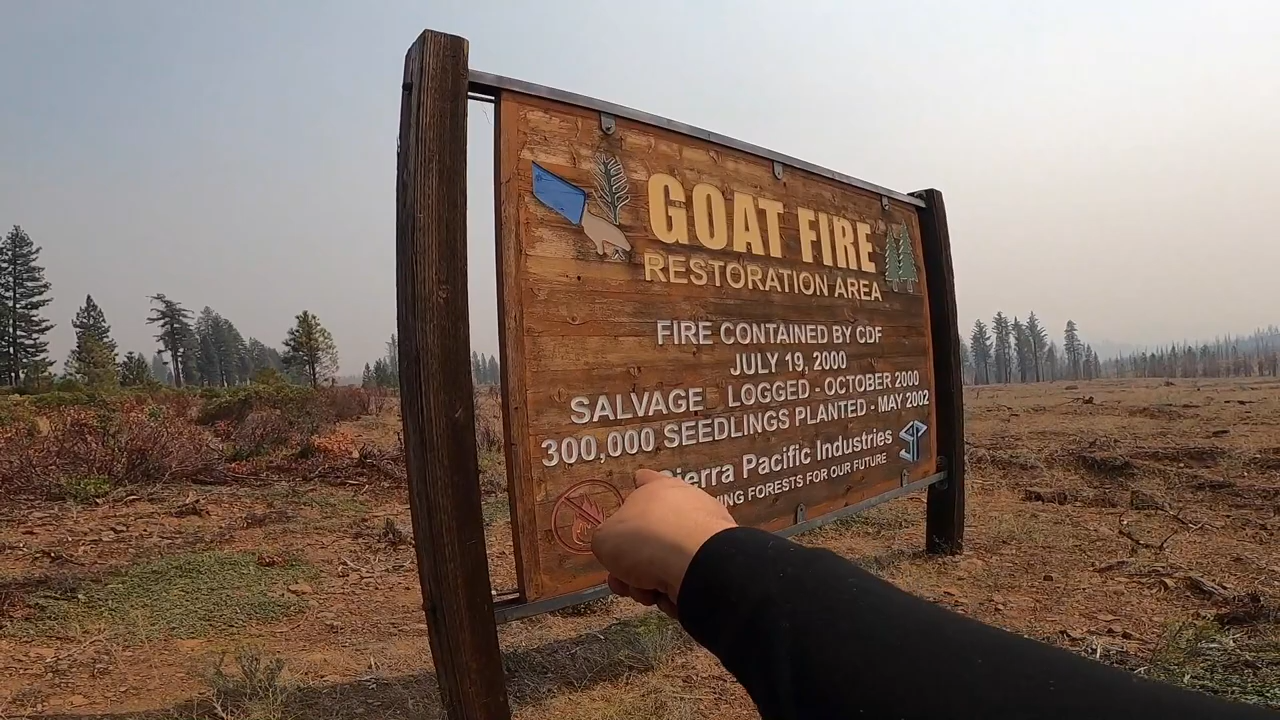 GOAT FIRE
RESTORATION AREA
FIRE CONTAINED BY CDF
JULY 19, 2000
SALVAGE LOGGED - OCTOBER 2000
300,000 SEEDLINGS PLANTED - MAY 2002
Pacific Industries
FORESTS FOR OUR FUTURE